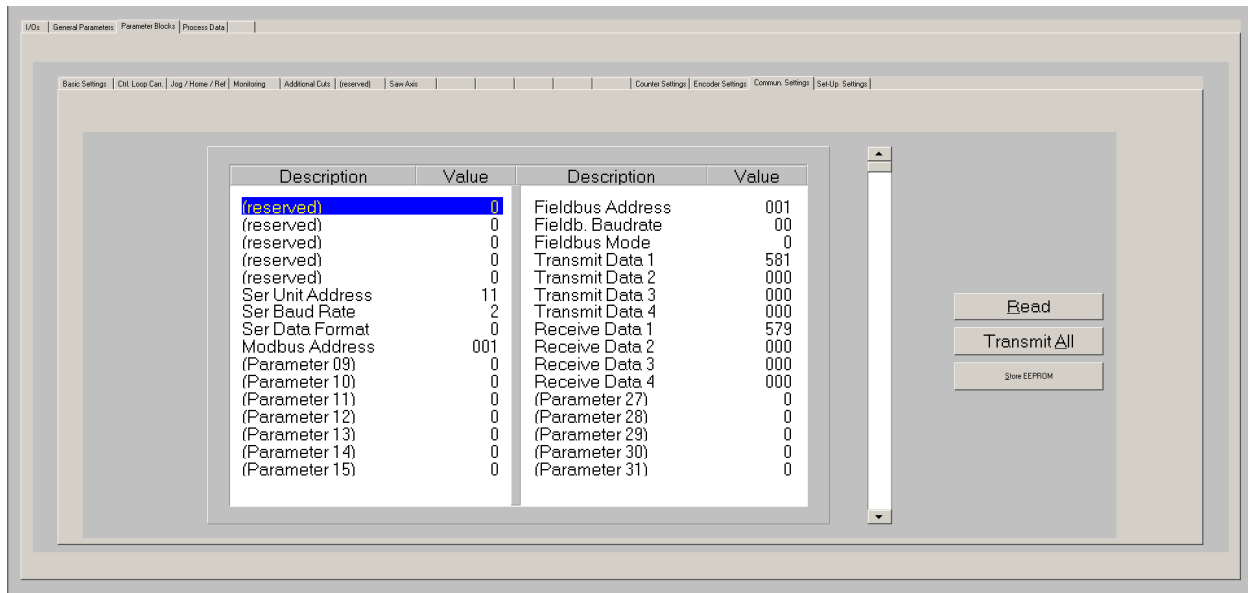 I/Os General Parameters Parameter Blocks Process Data
Basic Settings Ctrl. Loop Carr. Jog / Home / Ref Monitoring Additional Cuts (reserved) Saw Axis Counter Settings Encoder Settings Commun. Settings Set-Up Settings
Description Value Description Value
(reserved) 0 Fieldbus Address 001
(reserved) 0 Fieldb. Baudrate 00
(reserved) 0 Fieldbus Mode 0
(reserved) 0 Transmit Data 1 581
(reserved) 0 Transmit Data 2 000
Ser Unit Address 11 Transmit Data 3 000
Ser Baud Rate 2 Transmit Data 4 000
Ser Data Format 0 Receive Data 1 579
Modbus Address 001 Receive Data 2 000
(Parameter 09) 0 Receive Data 3 000
(Parameter 10) 0 Receive Data 4 000
(Parameter 11) 0 (Parameter 27) 0
(Parameter 12) 0 (Parameter 28) 0
(Parameter 13) 0 (Parameter 29) 0
(Parameter 14) 0 (Parameter 30) 0
(Parameter 15) 0 (Parameter 31) 0
Read
Transmit All
Store EEPROM